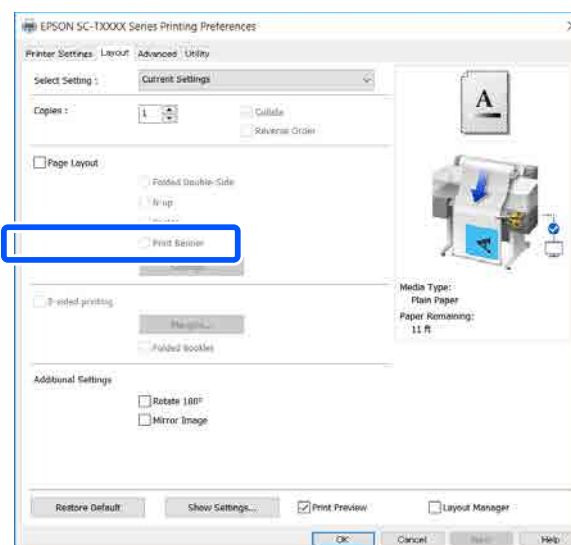 EPSON SC-TXXXX Series Printing Preferences
Printer Settings Layout Advanced Utility
Select Setting : Current Settings
Copies : 1 Collate
Reverse Order
Page Layout
Folded Double-Side
N-up
Poster
Print Banner
Settings...
2-sided printing
Margins...
Folded Booklet
Additional Settings
Rotate 180°
Mirror Image
A
Media Type:
Plain Paper
Paper Remaining:
11 ft
Restore Default Show Settings... Print Preview Layout Manager
OK Cancel Help